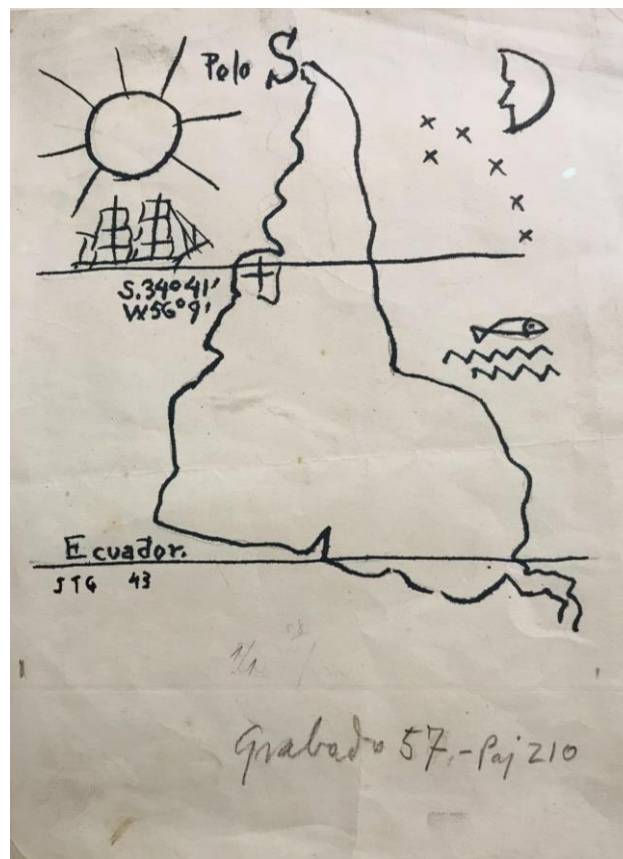 Polo S
S. 34° 41'
W. 56° 9'
Ecuador.
JTG 43
Grabado 57.- Paj 210